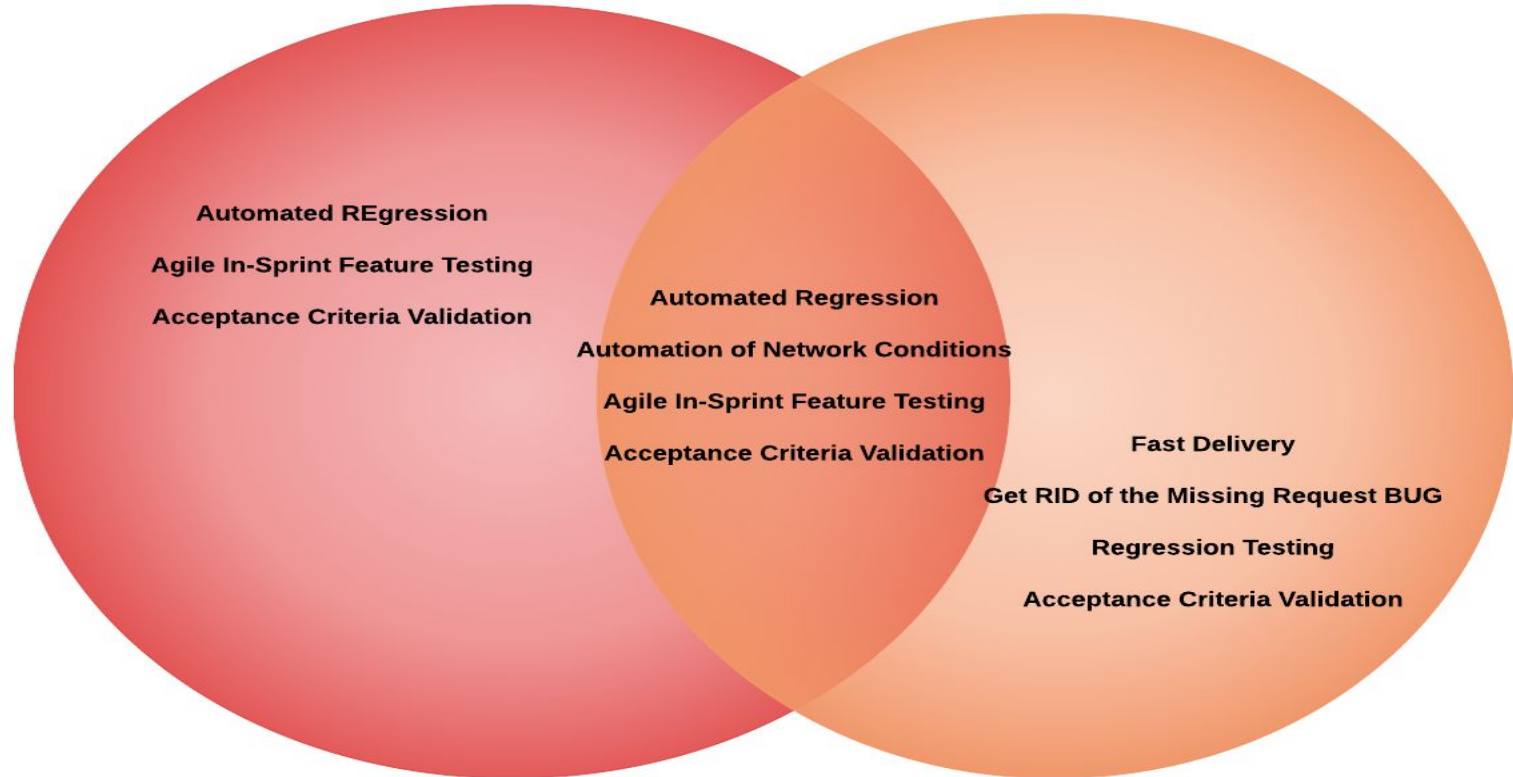 Automated REgression
Agile In-Sprint Feature Testing
Acceptance Criteria Validation
Automated Regression
Automation of Network Conditions
Agile In-Sprint Feature Testing
Acceptance Criteria Validation
Fast Delivery
Get RID of the Missing Request BUG
Regression Testing
Acceptance Criteria Validation